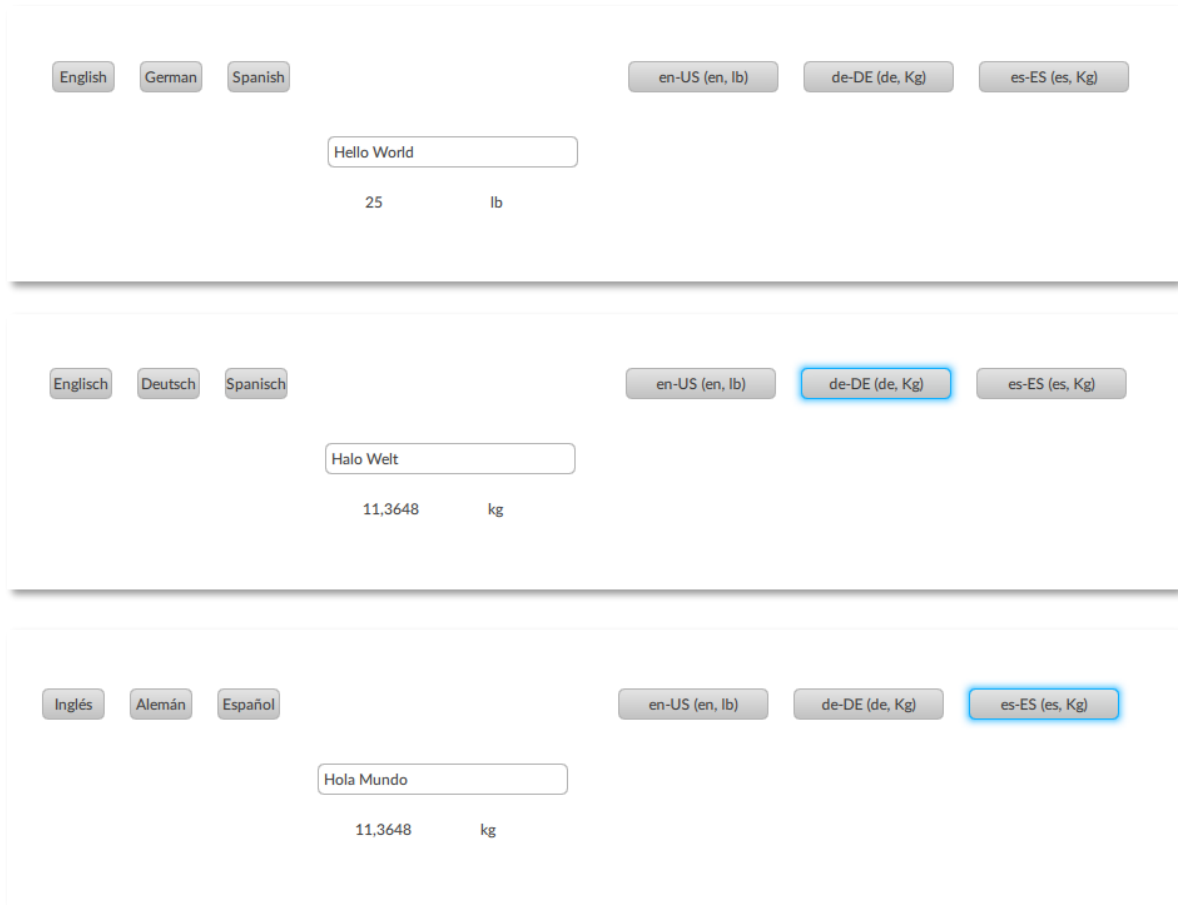 English German Spanish en-US (en, lb) de-DE (de, Kg) es-ES (es, Kg)
Hello World
25 lb
Englisch Deutsch Spanisch en-US (en, lb) de-DE (de, Kg) es-ES (es, Kg)
Halo Welt
11,3648 kg
Inglés Alemán Español en-US (en, lb) de-DE (de, Kg) es-ES (es, Kg)
Hola Mundo
11,3648 kg